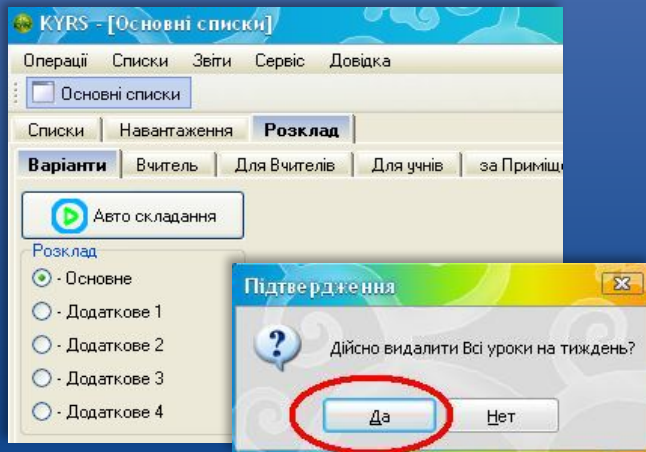 KYRS - [Основні списки]
Операції Списки Звіти Сервіс Довідка
Основні списки
Списки Навантаження Розклад
Варіанти Вчитель Для Вчителів Для учнів за Приміщ
Авто складання
Розклад
- Основне
- Додаткове 1
- Додаткове 2
- Додаткове 3
- Додаткове 4
Підтвердження
Дійсно видалити Всі уроки на тиждень?
Да Нет